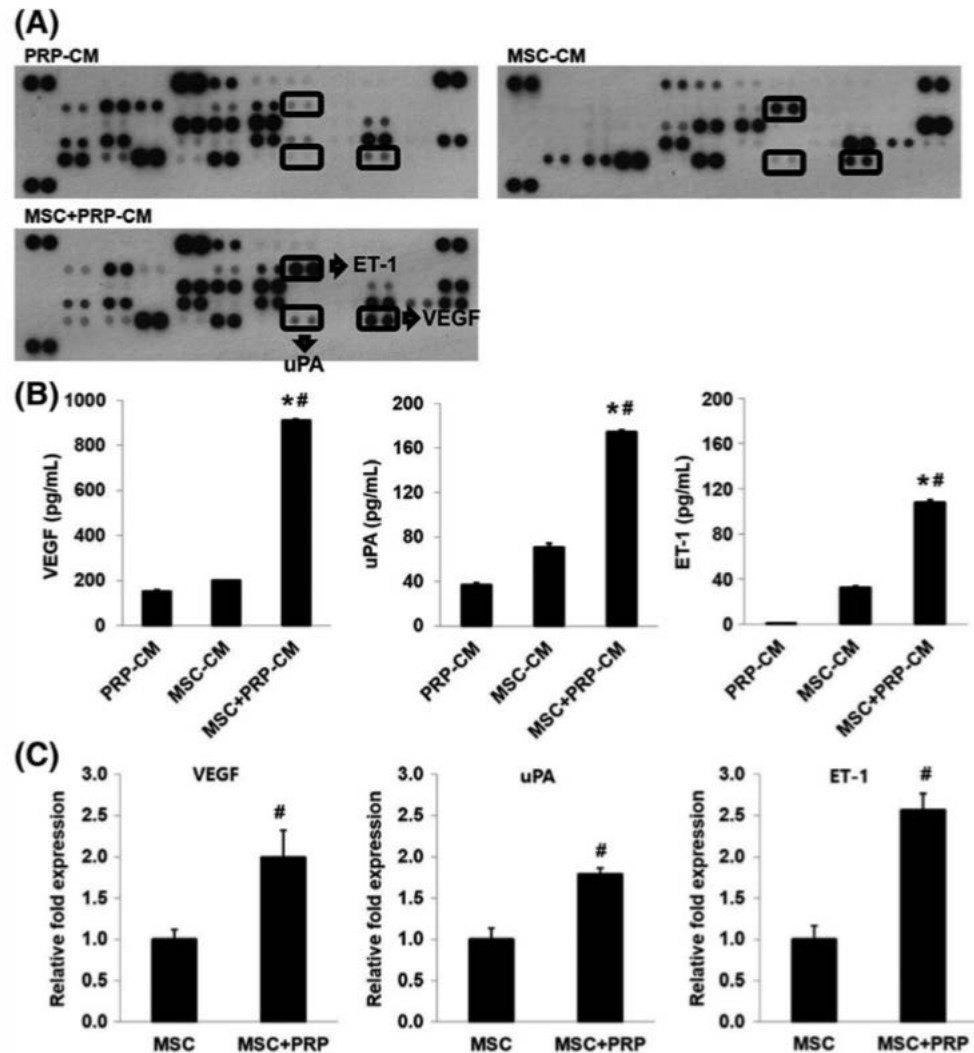 (A)
PRP-CM
MSC-CM
MSC+PRP-CM
ET-1
VEGF
uPA
(B)
1000
800
600
400
200
0
VEGF (pg/mL)
*#
PRP-CM
MSC-CM
MSC+PRP-CM
200
160
120
80
40
0
uPA (pg/mL)
*#
PRP-CM
MSC-CM
MSC+PRP-CM
200
160
120
80
40
0
ET-1 (pg/mL)
*#
PRP-CM
MSC-CM
MSC+PRP-CM
(C)
VEGF
3.0
2.5
2.0
1.5
1.0
0.5
0.0
Relative fold expression
#
MSC
MSC+PRP
uPA
3.0
2.5
2.0
1.5
1.0
0.5
0.0
Relative fold expression
#
MSC
MSC+PRP
ET-1
3.0
2.5
2.0
1.5
1.0
0.5
0.0
Relative fold expression
#
MSC
MSC+PRP